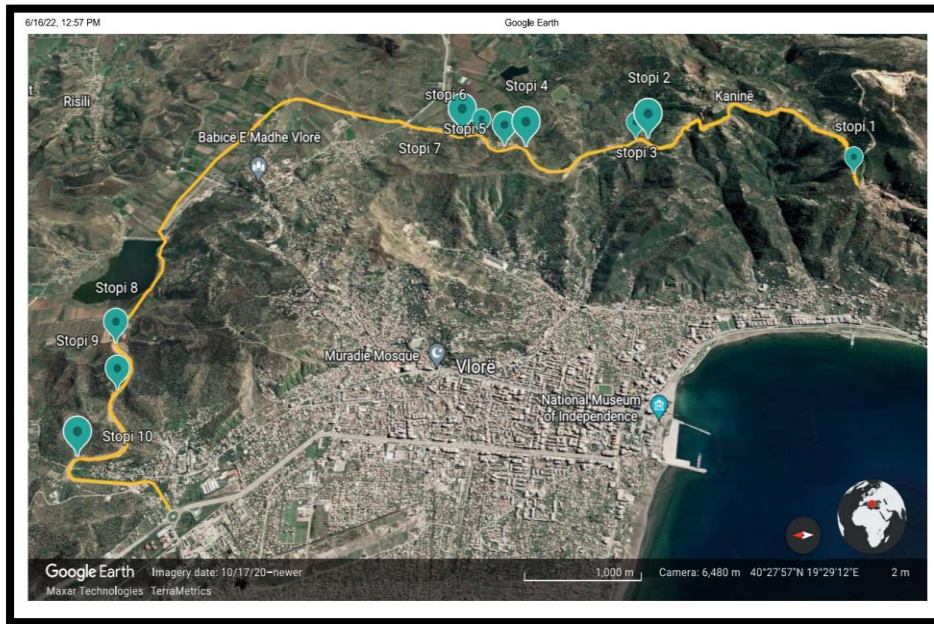 6/16/22, 12:57 PM
Google Earth
Risili
Babicë E Madhe Vlorë
stopi 6
Stopi 4
Stopi 5
Stopi 7
Stopi 2
stopi 3
Kaninë
stopi 1
Stopi 8
Stopi 9
Stopi 10
Muradie Mosque
Vlorë
National Museum
of Independence
Google Earth
Imagery date: 10/17/20-newer
1,000 m
Camera: 6,480 m 40°27'57"N 19°29'12"E
2 m
Maxar Technologies TerraMetrics